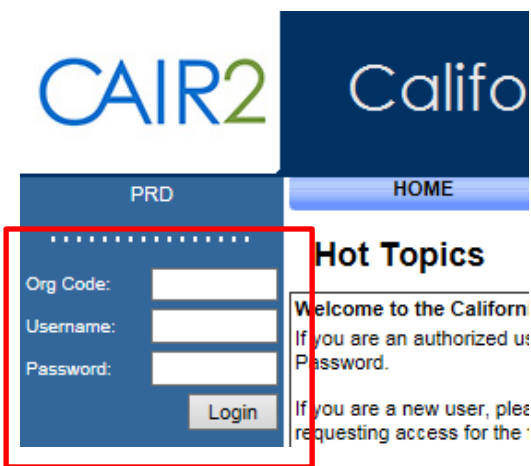 CAIR2
Califo
PRD
HOME
Org Code:
Username:
Password:
Login
Hot Topics
Welcome to the Californi
If you are an authorized us
Password.
If you are a new user, plea
requesting access for the